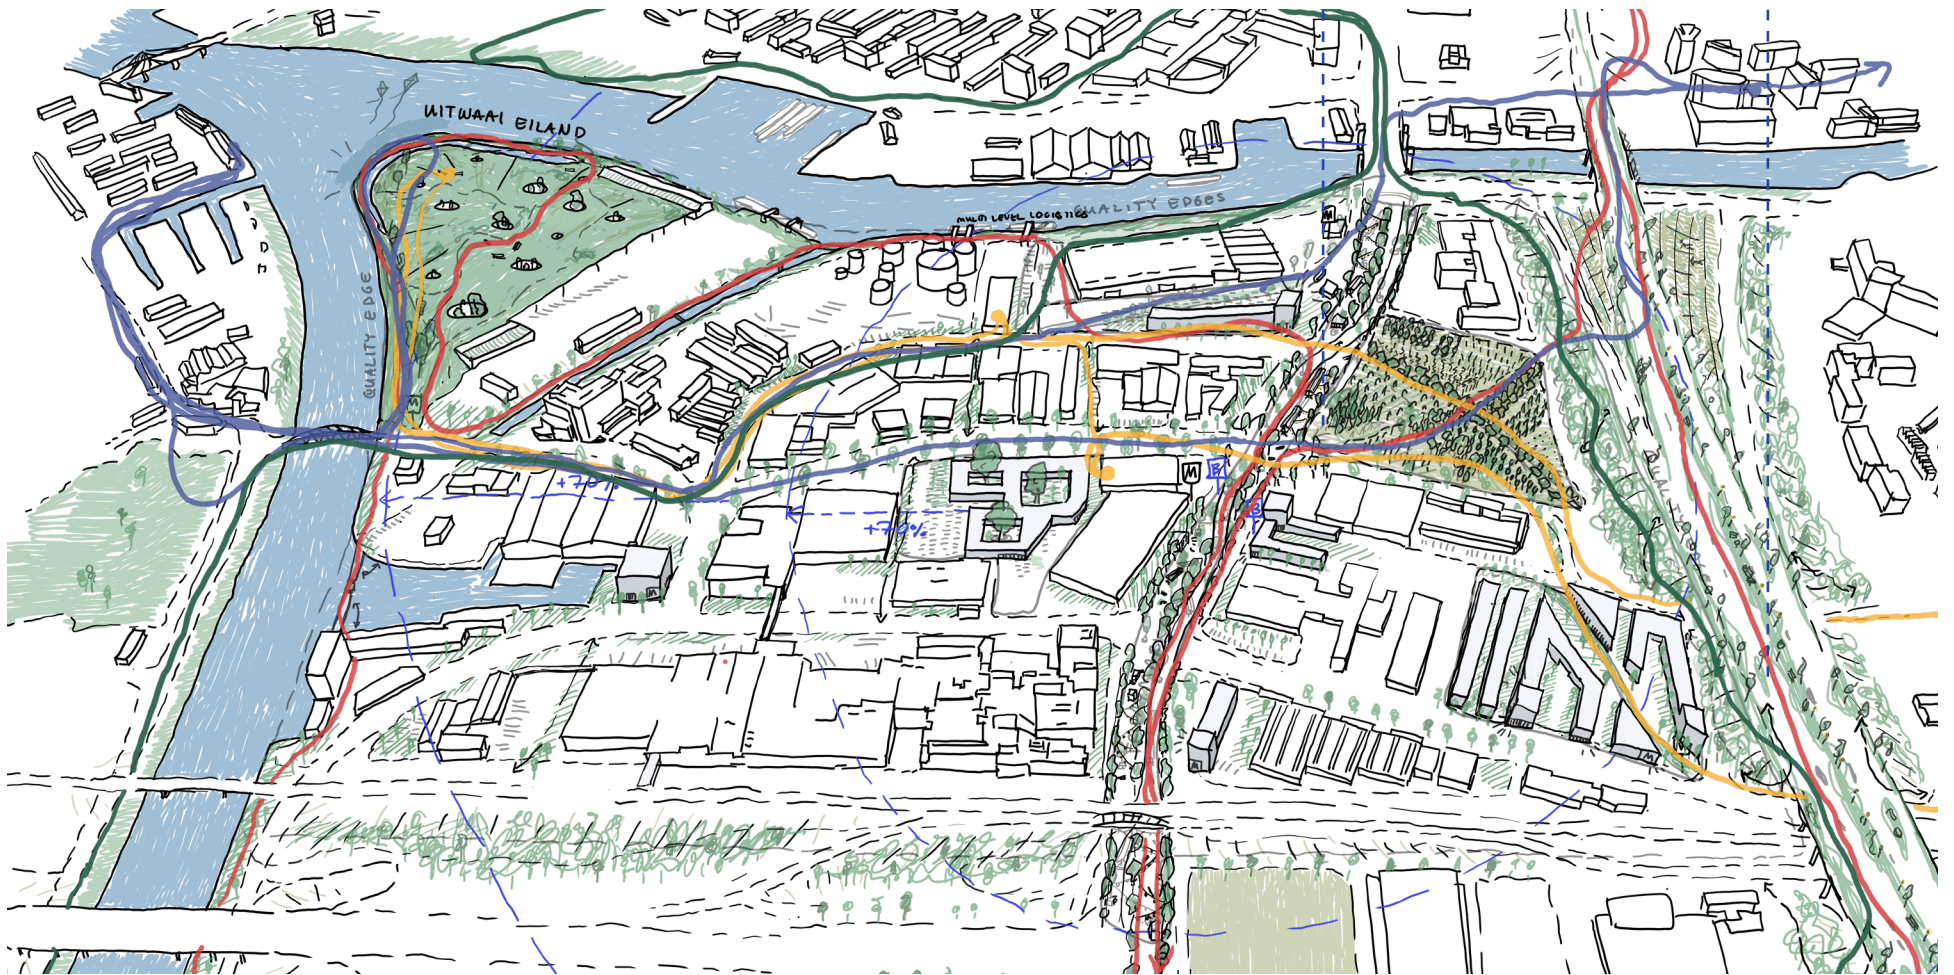 UITWAAI EILAND
MULTI LEVEL LOGISTICS
QUALITY EDGES
QUALITY EDGE
M
M
B
+70%
+70%
B
M
M
M